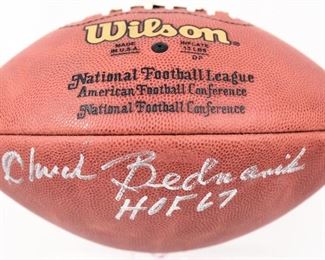 Wilson
MADE IN U.S.A.
INFLATE 13 LBS
DP
National Football League
American Football Conference
National Football Conference
Chuck Bednarik
HOF 67